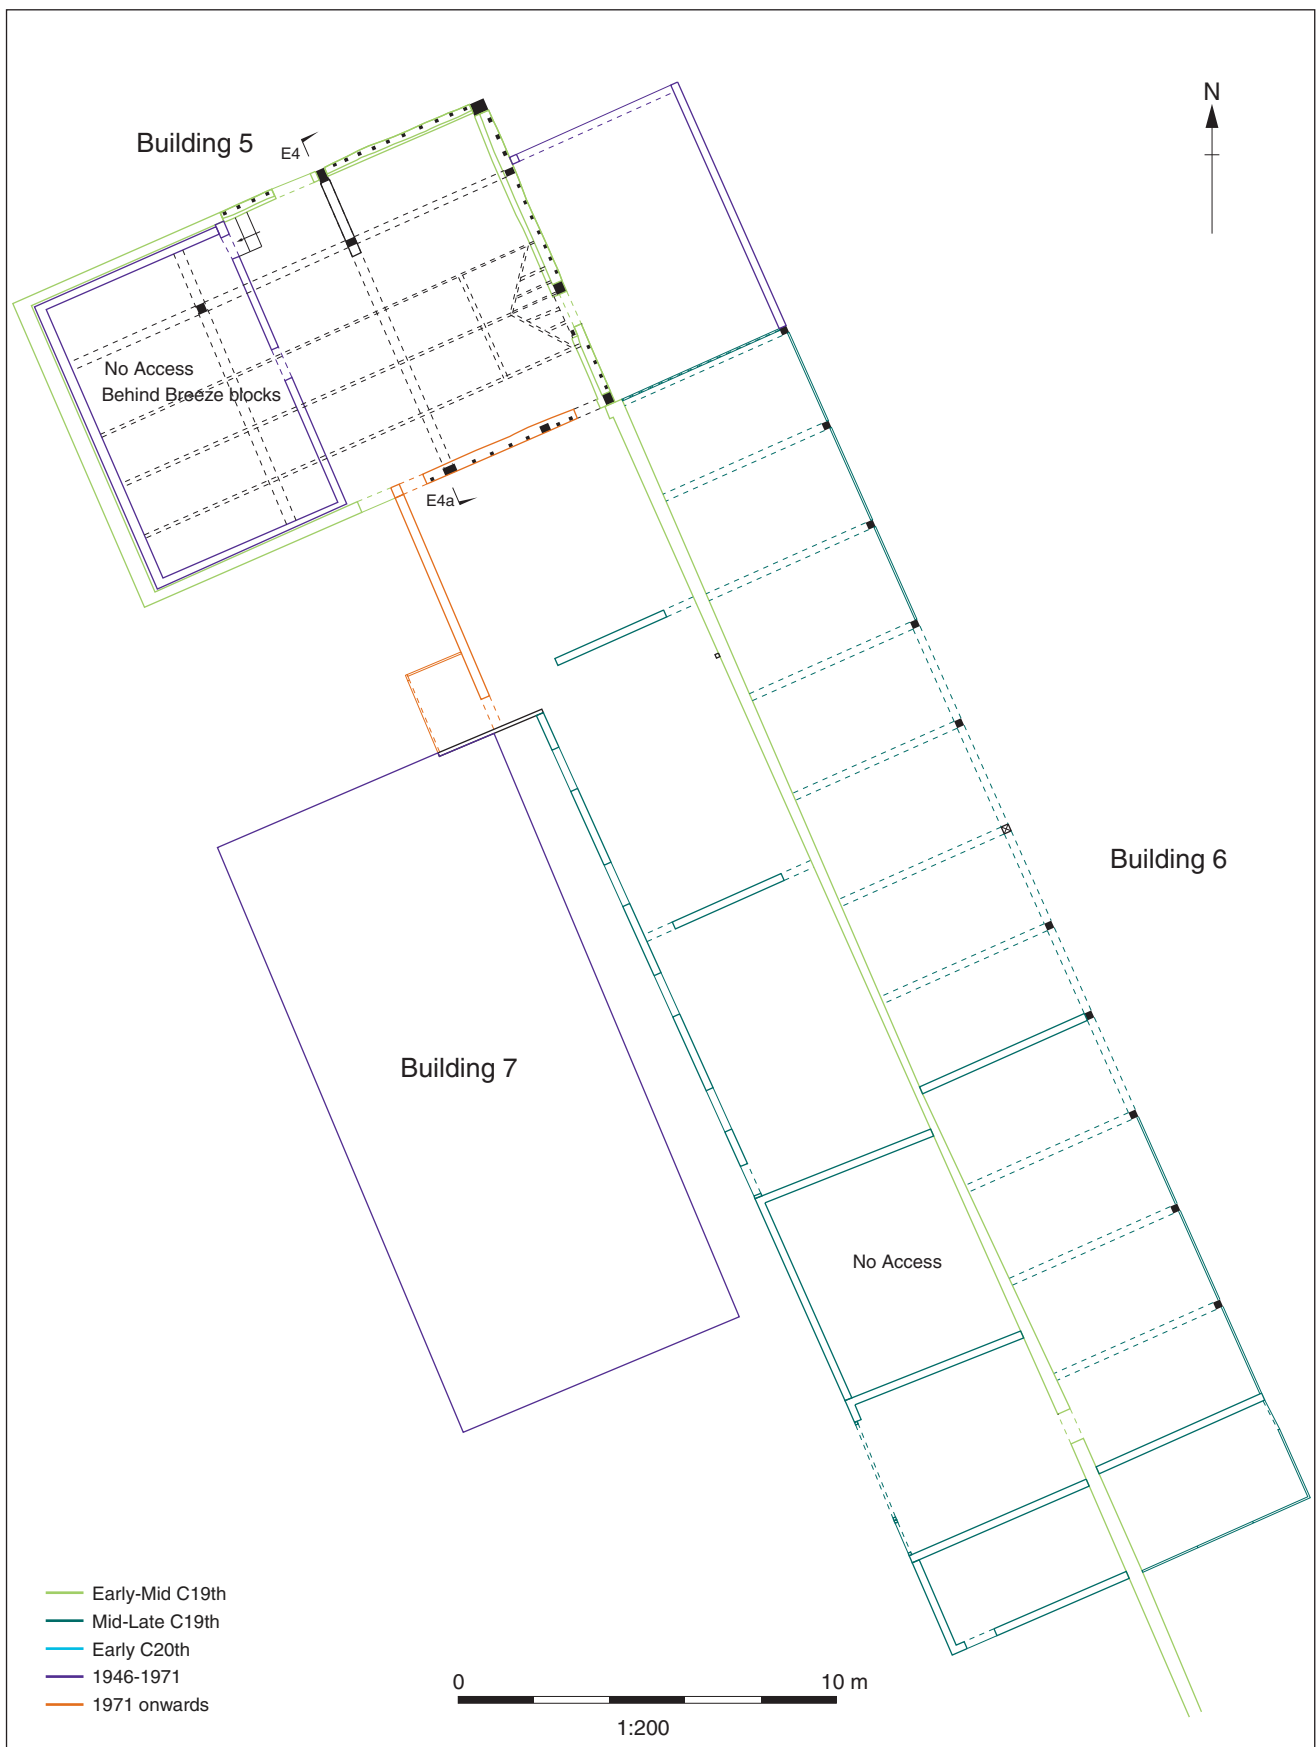 N
Building 5
E4
No Access
Behind Breeze blocks
E4a
Building 6
Building 7
No Access
Early-Mid C19th
Mid-Late C19th
Early C20th
1946-1971
1971 onwards
0 10 m
1:200